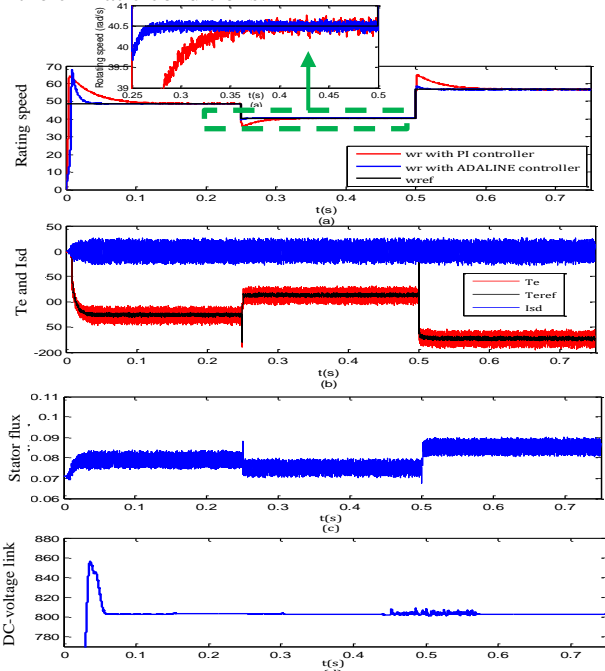 41
40.5
40
39.5
39
Rotating speed (rad/s)
0.25 0.3 0.35 0.4 0.45 0.5
t(s)
(a)
70
60
50
40
30
20
10
0
Rating speed
wr with PI controller
wr with ADALINE controller
wref
0 0.1 0.2 0.3 0.4 0.5 0.6 0.7
t(s)
(a)
50
0
50
00
50
-200
Te and Isd
Te
Teref
Isd
0 0.1 0.2 0.3 0.4 0.5 0.6 0.7
t(s)
(b)
0.11
0.1
0.09
0.08
0.07
0.06
Stator flux
0 0.1 0.2 0.3 0.4 0.5 0.6 0.7
t(s)
(c)
880
860
840
820
800
780
DC-voltage link
0 0.1 0.2 0.3 0.4 0.5 0.6 0.7
t(s)